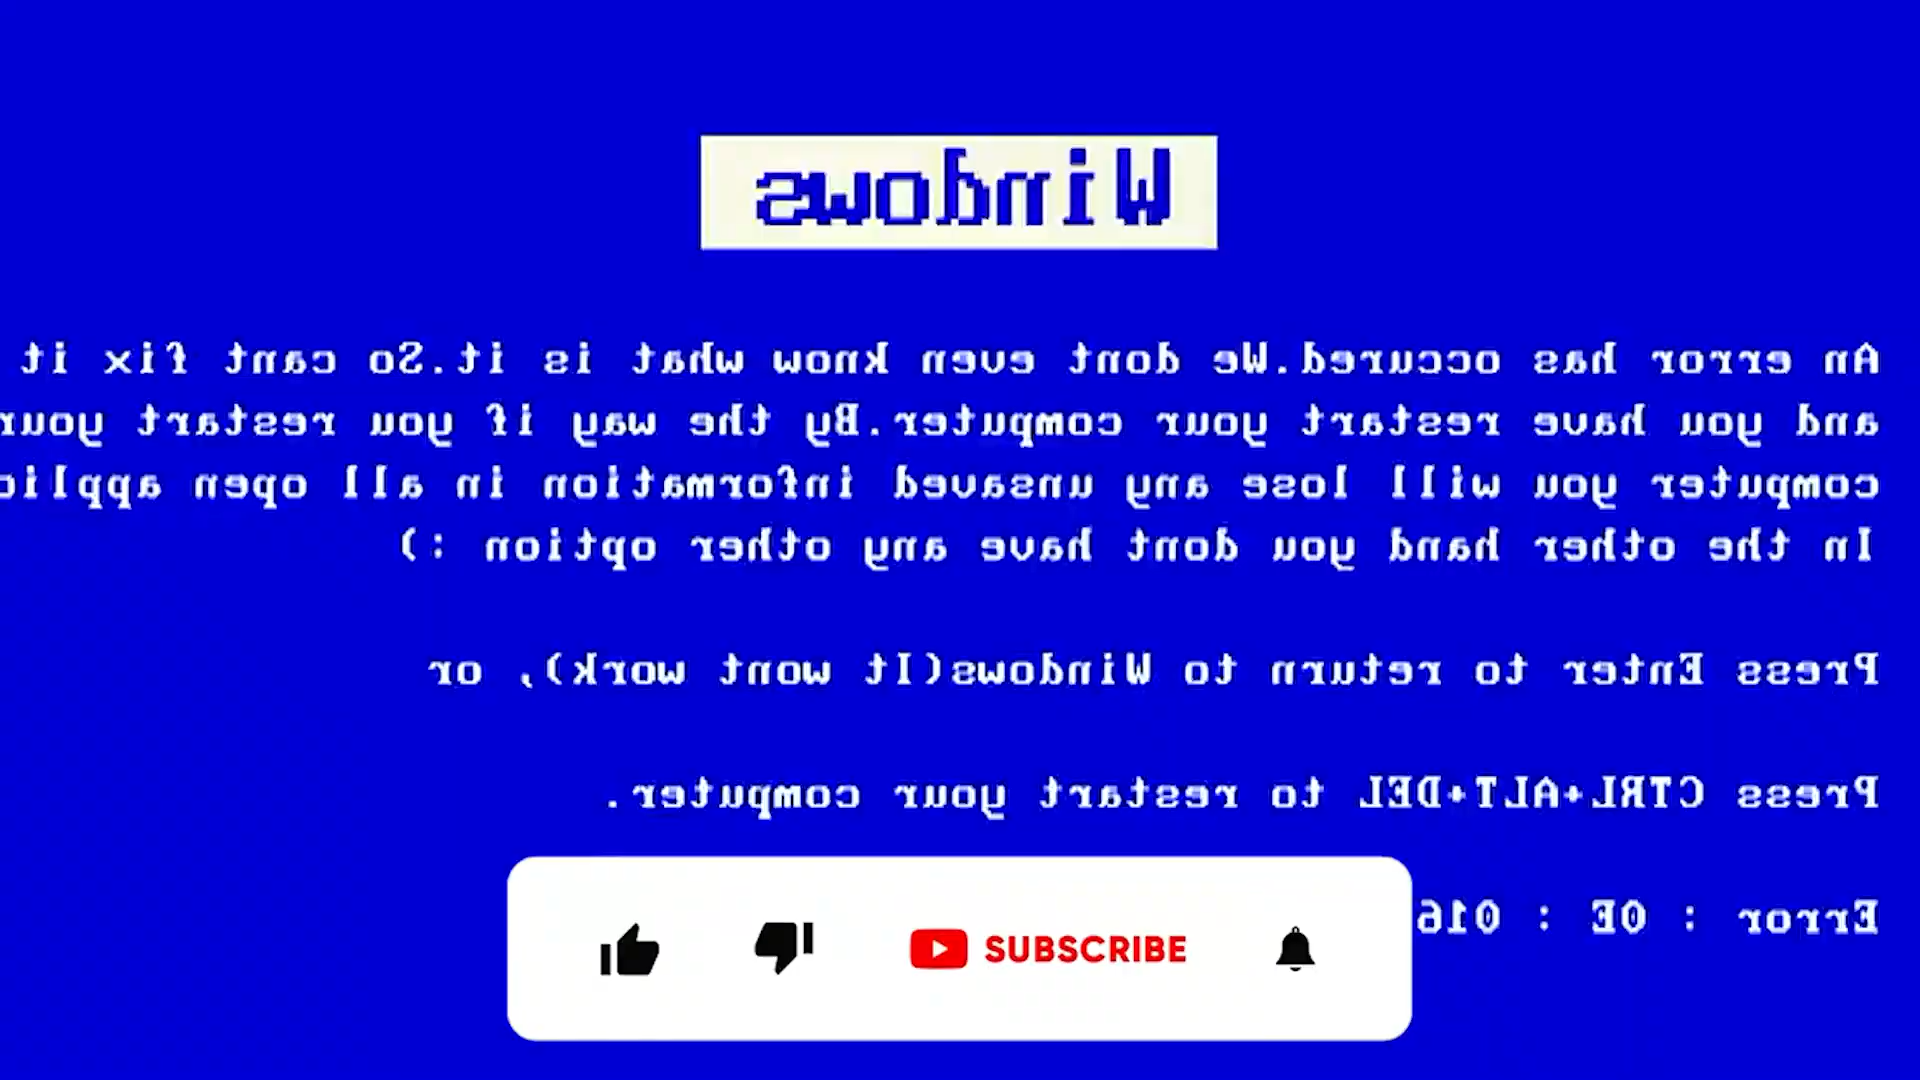 Windows
An error has occured.We dont even know what is it.So cant fix it
and you have restart your computer.By the way if you restart your
computer you will lose any unsaved information in all open applic
In the other hand you dont have any other option :)
Press Enter to return to Windows(It wont work), or
Press CTRL+ALT+DEL to restart your computer.
Error : 0E : 016
SUBSCRIBE